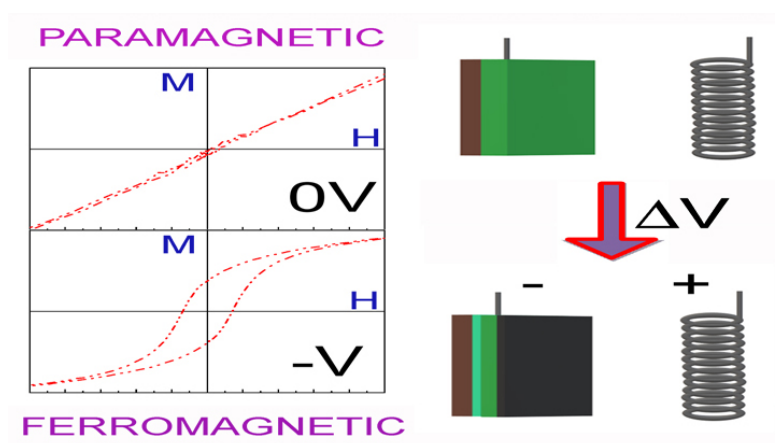 PARAMAGNETIC
M
H
0V
M
H
-V
FERROMAGNETIC
ΔV
- +